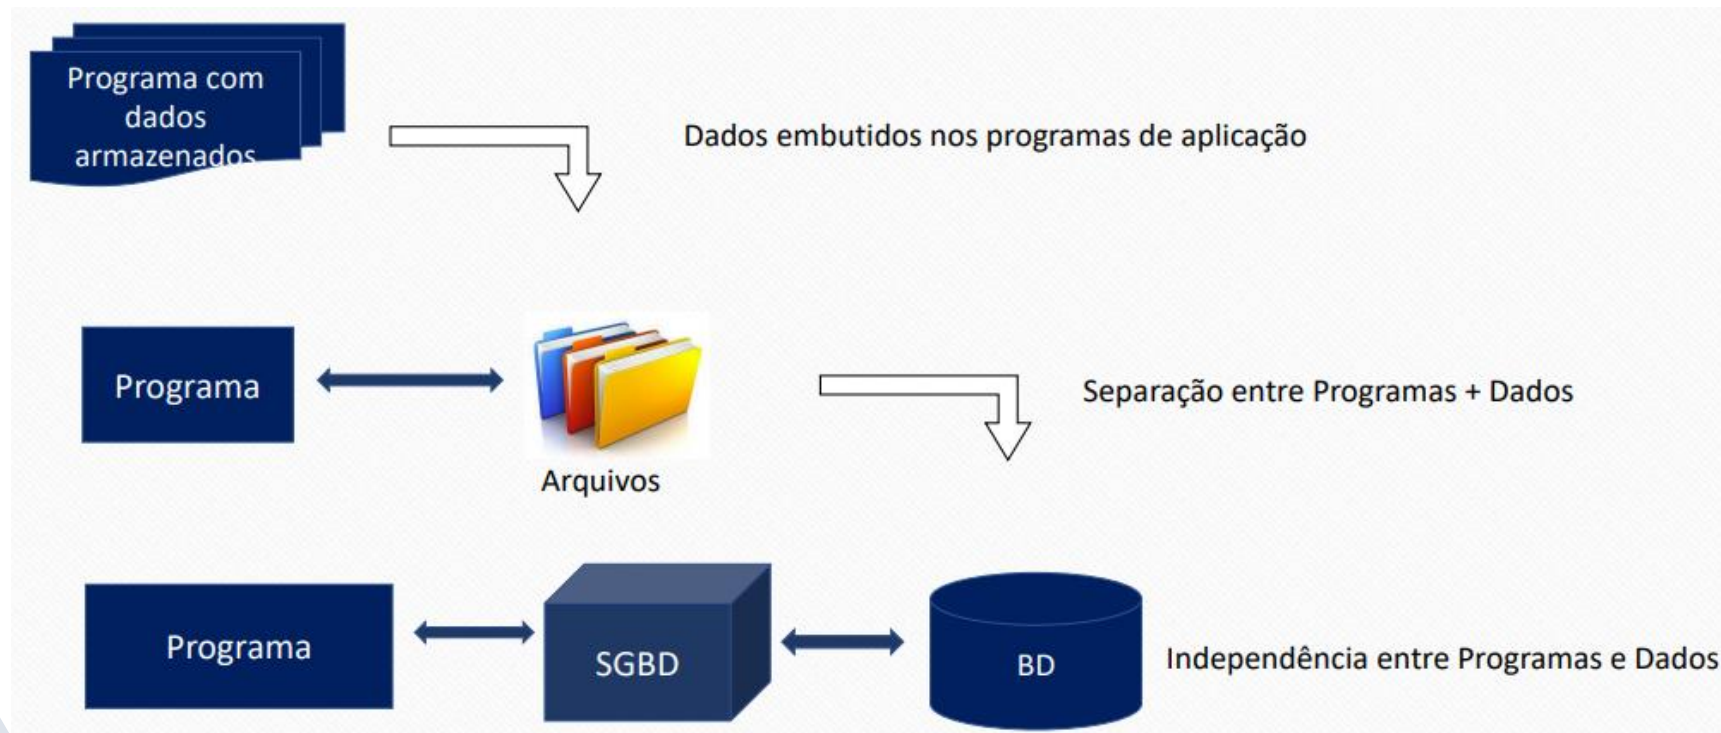 Programa com
dados
armazenados
Dados embutidos nos programas de aplicação
Programa
Arquivos
Separação entre Programas + Dados
Programa
SGBD
BD
Independência entre Programas e Dados